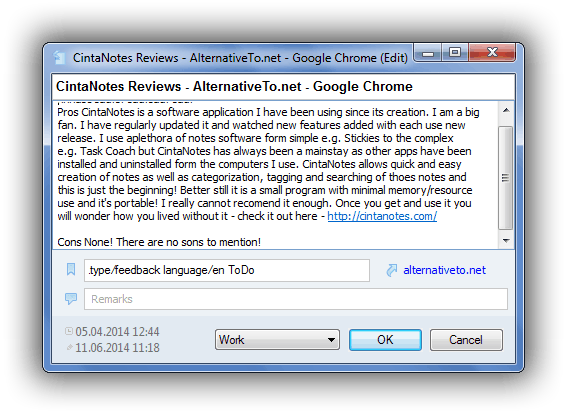 CintaNotes Reviews - AlternativeTo.net - Google Chrome (Edit)
CintaNotes Reviews - AlternativeTo.net - Google Chrome
Pros CintaNotes is a software application I have been using since its creation. I am a big
fan. I have regularly updated it and watched new features added with each use new
release. I use aplethora of notes software form simple e.g. Stickies to the complex
e.g. Task Coach but CintaNotes has always been a mainstay as other apps have been
installed and uninstalled form the computers I use. CintaNotes allows quick and easy
creation of notes as well as categorization, tagging and searching of thoes notes and
this is just the beginning! Better still it is a small program with minimal memory/resource
use and it's portable! I really cannot recomend it enough. Once you get and use it you
will wonder how you lived without it - check it out here - http://cintanotes.com/
Cons None! There are no sons to mention!
.type/feedback language/en ToDo
alternativeto.net
Remarks
05.04.2014 12:44
11.06.2014 11:18
Work
OK
Cancel